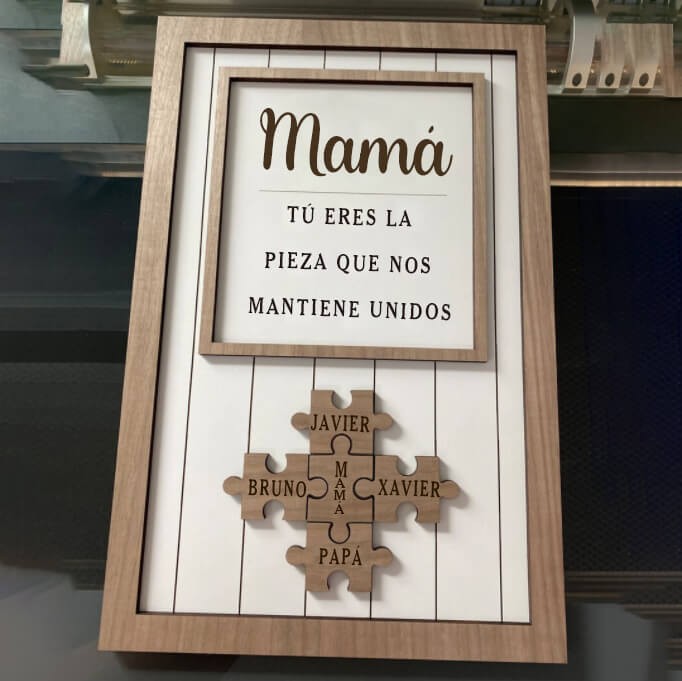 Mamá
TÚ ERES LA
PIEZA QUE NOS
MANTIENE UNIDOS
JAVIER
BRUNO
MAMÁ
XAVIER
PAPÁ